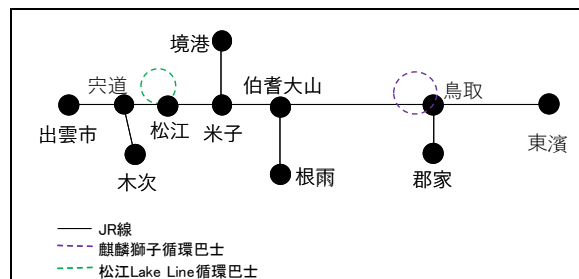 境港
宍道
伯耆大山
鳥取
出雲市
松江
米子
東濱
木次
根雨
郡家
JR線
麒麟獅子循環巴士
松江Lake Line循環巴士